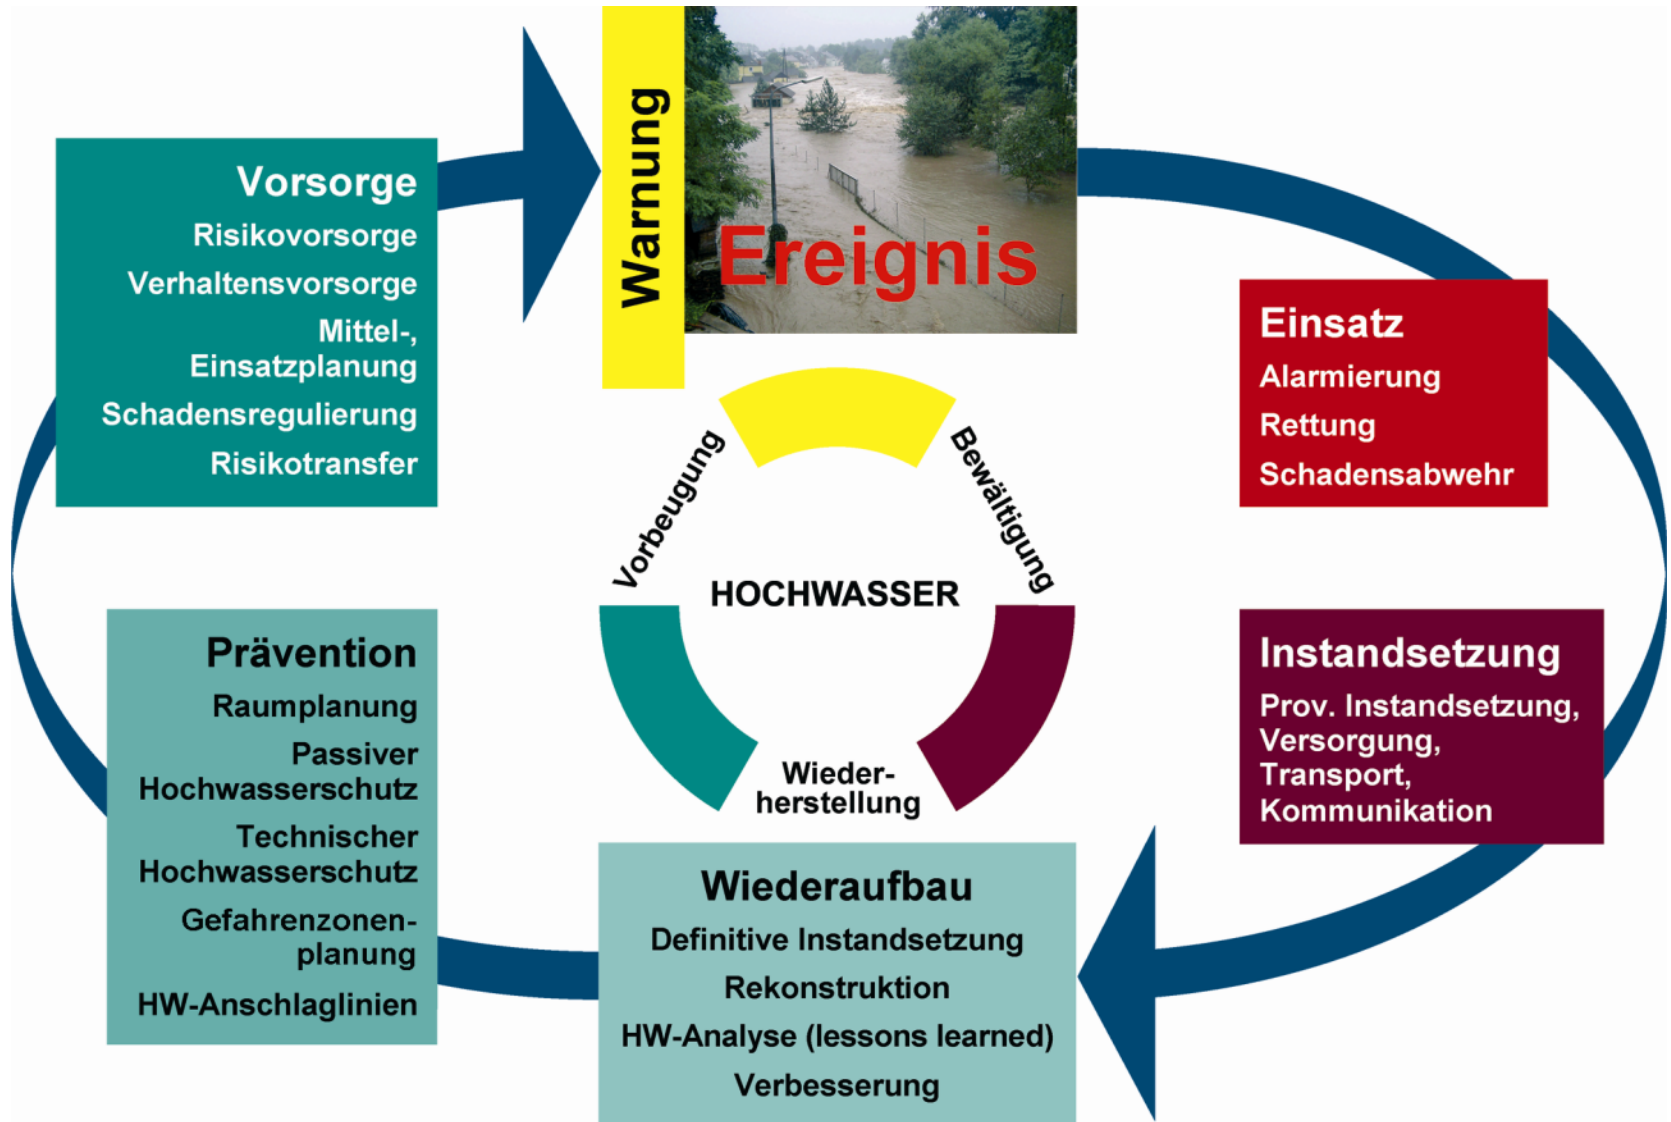 Warnung
Ereignis
Vorsorge
Risikovorsorge
Verhaltensvorsorge
Mittel-,
Einsatzplanung
Schadensregulierung
Risikotransfer
Einsatz
Alarmierung
Rettung
Schadensabwehr
Vorbeugung
Bewältigung
HOCHWASSER
Wieder-
herstellung
Prävention
Raumplanung
Passiver
Hochwasserschutz
Technischer
Hochwasserschutz
Gefahrenzonen-
planung
HW-Anschlaglinien
Instandsetzung
Prov. Instandsetzung,
Versorgung,
Transport,
Kommunikation
Wiederaufbau
Definitive Instandsetzung
Rekonstruktion
HW-Analyse (lessons learned)
Verbesserung